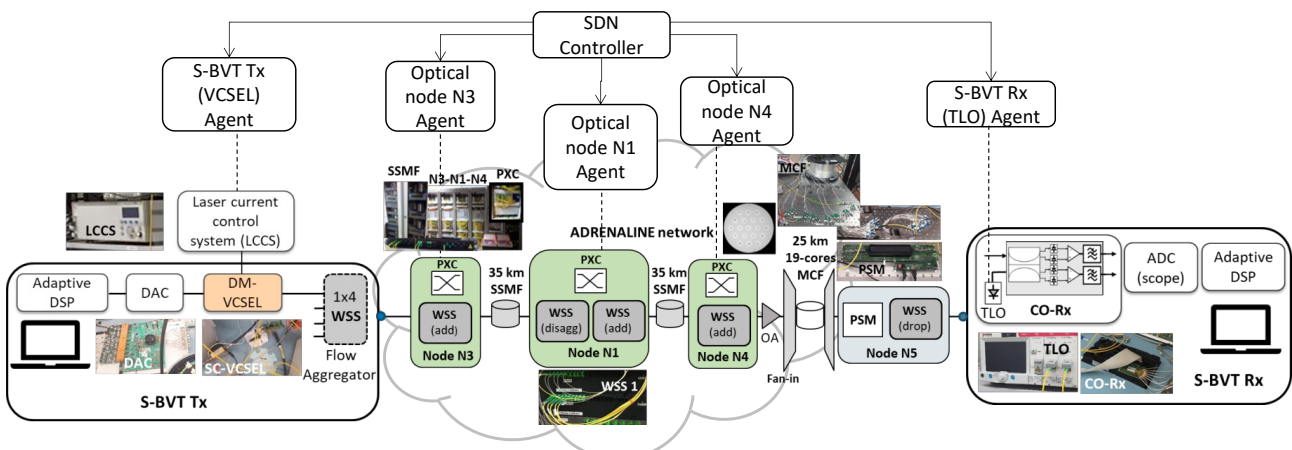 SDN
Controller
S-BVT Tx
(VCSEL)
Agent
Optical
node N3
Agent
Optical
node N1
Agent
Optical
node N4
Agent
S-BVT Rx
(TLO) Agent
LCCS
Laser current
control
system (LCCS)
SSMF
N3-N1-N4
PXC
MCF
ADRENALINE network
25 km
19-cores
MCF
PSM
Adaptive
DSP
DAC
DM-
VCSEL
1x4
WSS
Flow
Aggregator
DAC
SC-VCSEL
S-BVT Tx
PXC
WSS
(add)
Node N3
35 km
SSMF
PXC
WSS
(disagg)
WSS
(add)
Node N1
WSS 1
35 km
SSMF
PXC
WSS
(add)
Node N4
OA
Fan-in
PSM
WSS
(drop)
Node N5
TLO
CO-Rx
ADC
(scope)
Adaptive
DSP
TLO
CO-Rx
S-BVT Rx